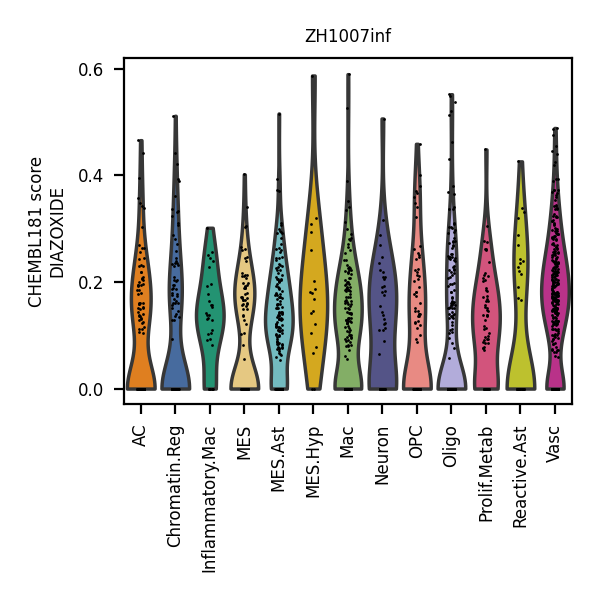 ZH1007inf
CHEMBL181 score
DIAZOXIDE
0.6
0.4
0.2
0.0
AC
Chromatin.Reg
Inflammatory.Mac
MES
MES.Ast
MES.Hyp
Mac
Neuron
OPC
Oligo
Prolif.Metab
Reactive.Ast
Vasc